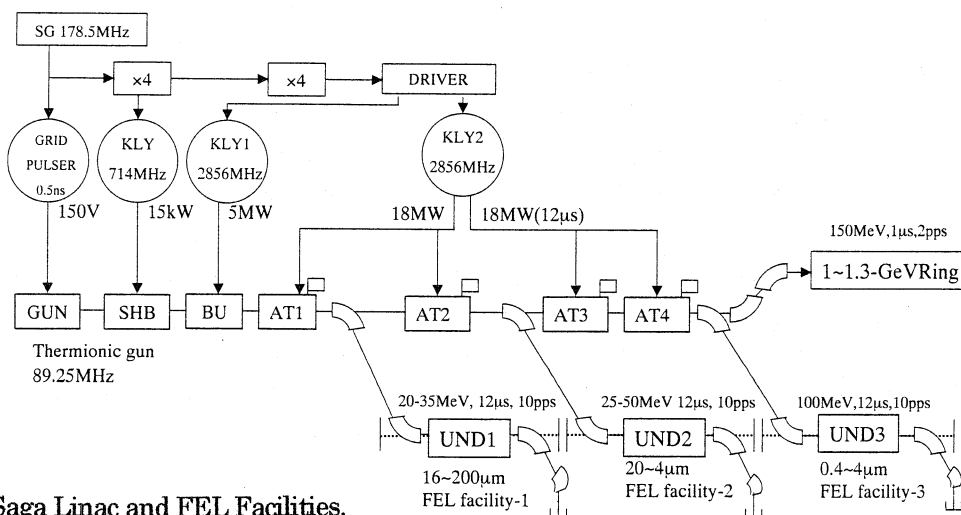 SG 178.5MHz
×4
×4
DRIVER
GRID
PULSER
0.5ns
KLY
714MHz
KLY1
2856MHz
KLY2
2856MHz
150V
15kW
5MW
18MW
18MW(12μs)
150MeV,1μs,2pps
1~1.3-GeVRing
GUN
SHB
BU
AT1
AT2
AT3
AT4
Thermionic gun
89.25MHz
20-35MeV, 12μs, 10pps
25-50MeV 12μs, 10pps
100MeV,12μs,10pps
UND1
UND2
UND3
16~200μm
FEL facility-1
20~4μm
FEL facility-2
0.4~4μm
FEL facility-3
Saga Linac and FEL Facilities.